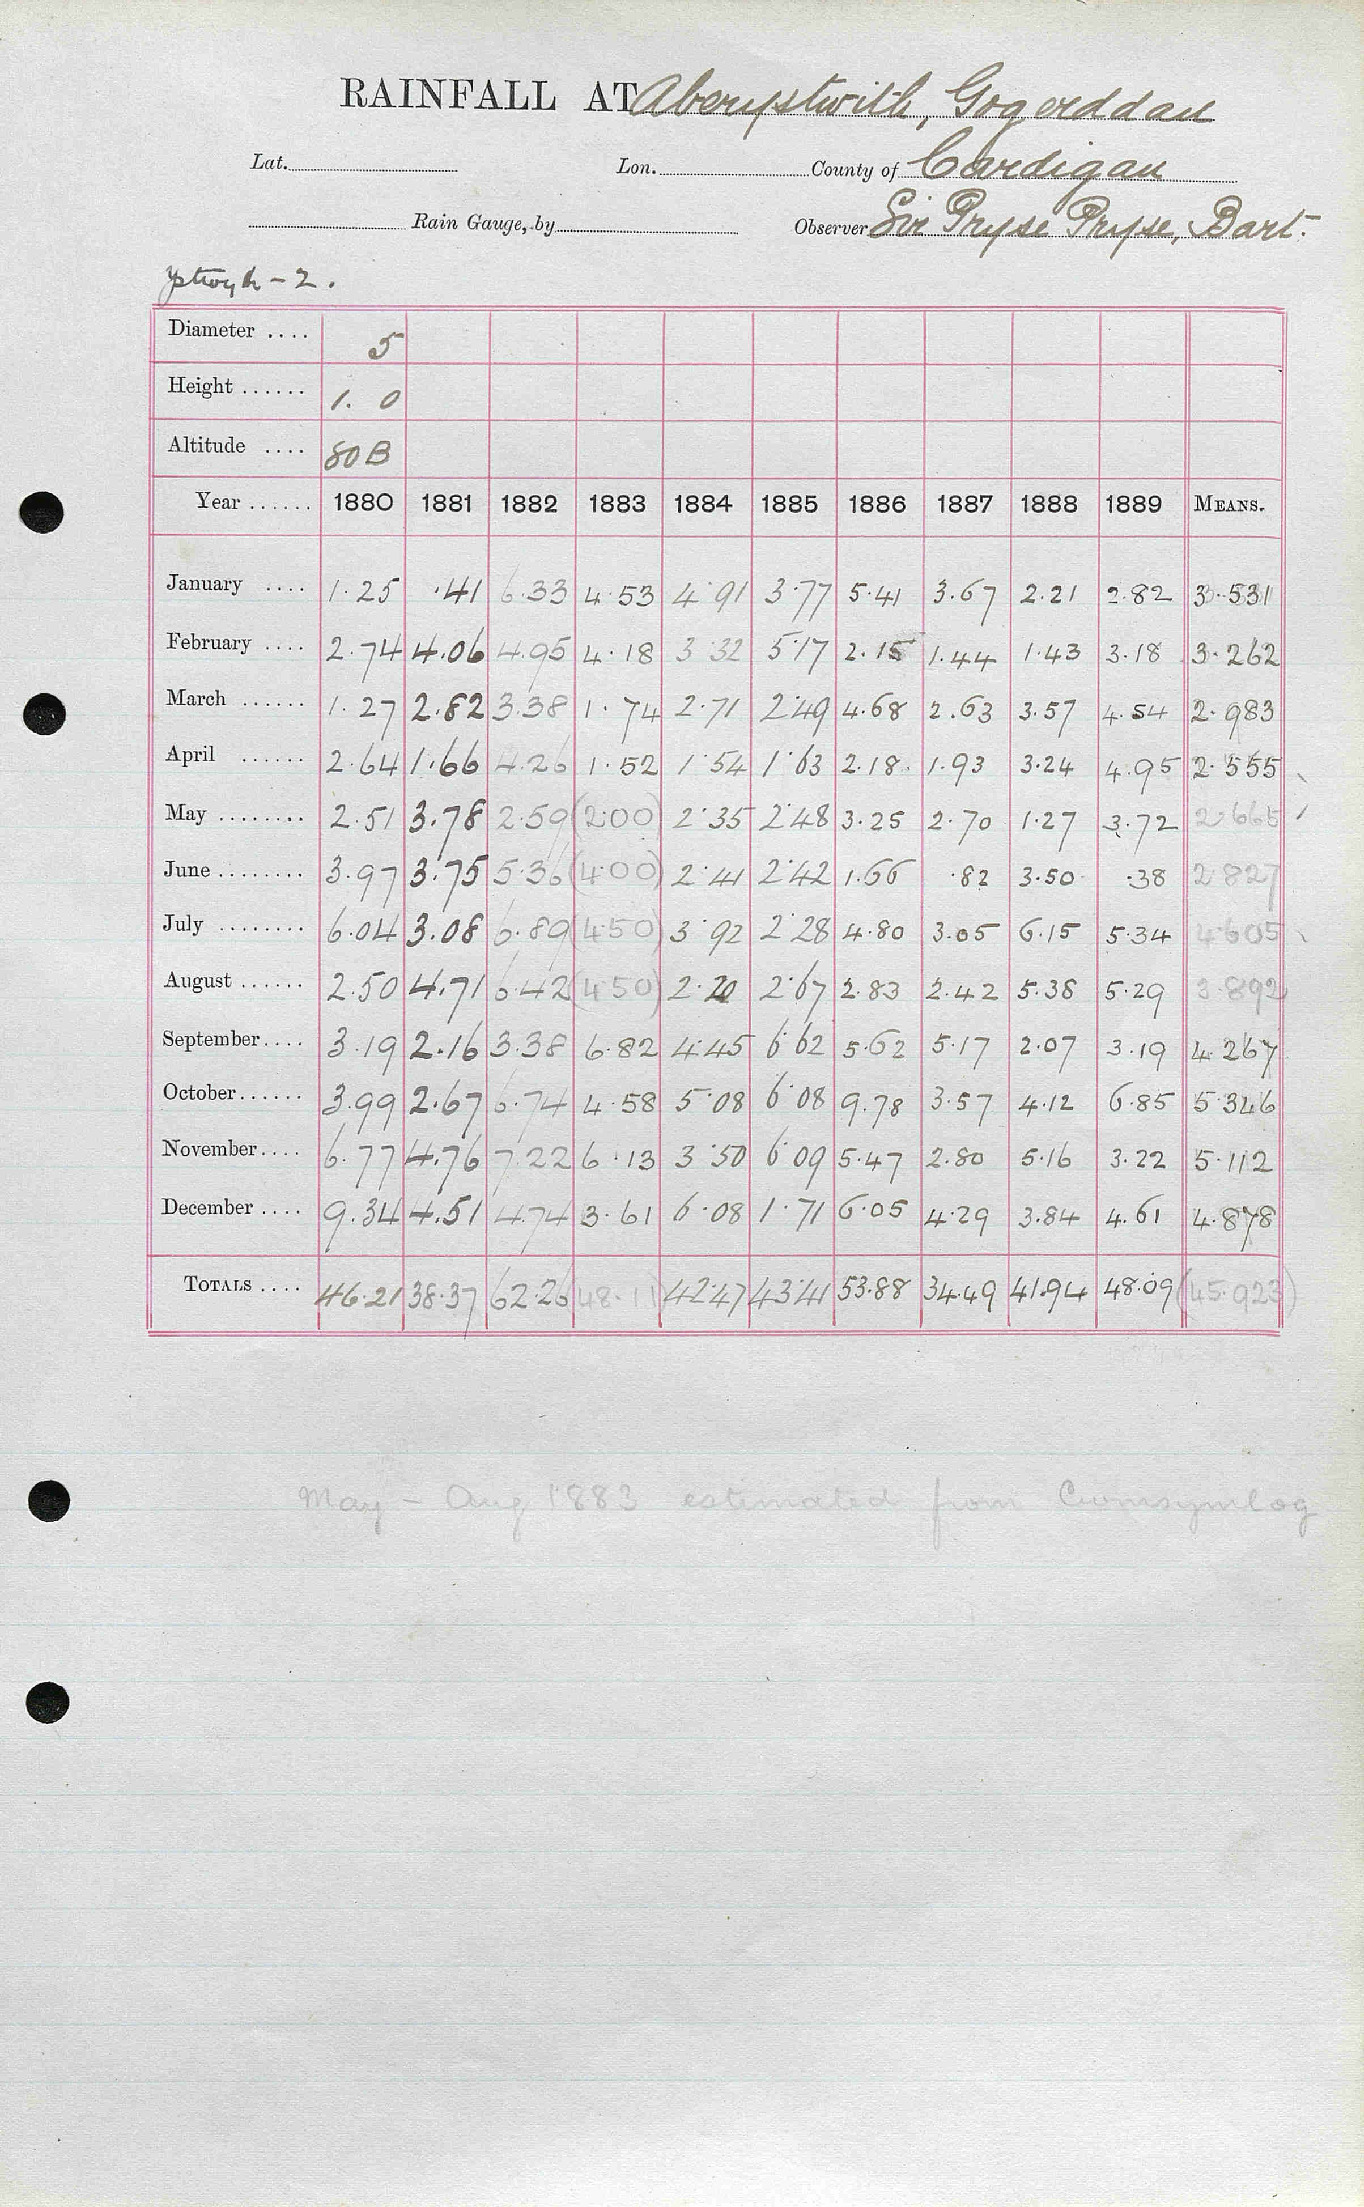 RAINFALL AT Aberystwith, Gogerddan
Lat. Lon. County of Cardigan
Rain Gauge, by Observer Sir Pryse Pryse, Bart.
– 2.
Diameter .... 5
Height ...... 1. 0
Altitude .... 80 B
Year ...... 1880 1881 1882 1883 1884 1885 1886 1887 1888 1889 MEANS.
January .... 1.25 .41 6.33 4.53 4.91 3.77 5.41 3.67 2.21 2.82 3.531
February .... 2.74 4.06 4.95 4.18 3.32 5.17 2.15 1.44 1.43 3.18 3.262
March ...... 1.27 2.82 3.38 1.74 2.71 2.49 4.68 2.63 3.57 4.54 2.983
April ...... 2.64 1.66 4.26 1.52 1.54 1.63 2.18 1.93 3.24 4.95 2.555
May ........ 2.51 3.78 2.59 (2.00) 2.35 2.48 3.25 2.70 1.27 3.72 2.665
June ........ 3.97 3.75 5.36 (4.00) 2.41 2.42 1.66 .82 3.50 .38 2.827
July ........ 6.04 3.08 6.89 (4.50) 3.92 2.28 4.80 3.05 6.15 5.34 4.605
August ...... 2.50 4.71 6.42 (4.50) 2.20 2.67 2.83 2.42 5.38 5.29 3.892
September.... 3.19 2.16 3.38 6.82 4.45 6.62 5.62 5.17 2.07 3.19 4.267
October...... 3.99 2.67 6.74 4.58 5.08 6.08 9.78 3.57 4.12 6.85 5.346
November.... 6.77 4.76 7.22 6.13 3.50 6.09 5.47 2.80 5.16 3.22 5.112
December .... 9.34 4.51 4.74 3.61 6.08 1.71 6.05 4.29 3.84 4.61 4.878
TOTALS .... 46.21 38.37 62.26 48.11 42.47 43.41 53.88 34.49 41.94 48.09 (45.923)
May – Aug 1883 estimated from Cwmsymlog